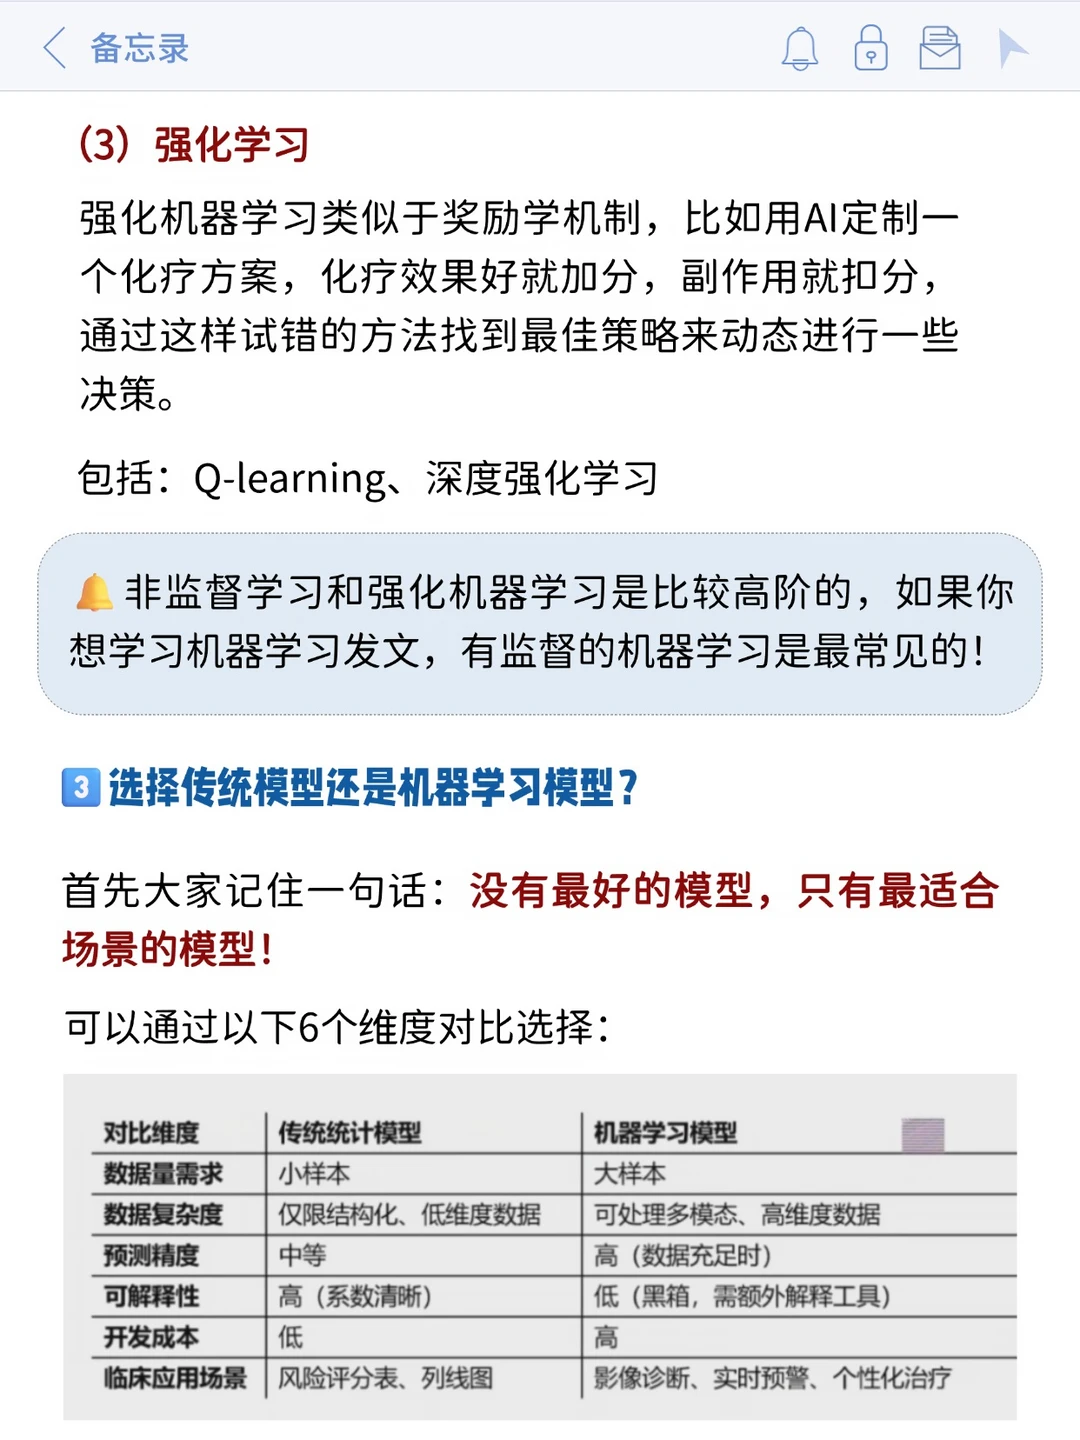 备忘录
（3）强化学习
强化机器学习类似于奖励学机制，比如用AI定制一
个化疗方案，化疗效果好就加分，副作用就扣分，
通过这样试错的方法找到最佳策略来动态进行一些
决策。
包括：Q-learning、深度强化学习
🔔非监督学习和强化机器学习是比较高阶的，如果你
想学习机器学习发文，有监督的机器学习是最常见的！
3 选择传统模型还是机器学习模型？
首先大家记住一句话：没有最好的模型，只有最适合
场景的模型！
可以通过以下6个维度对比选择：
对比维度 传统统计模型 机器学习模型
数据量需求 小样本 大样本
数据复杂度 仅限结构化、低维度数据 可处理多模态、高维度数据
预测精度 中等 高（数据充足时）
可解释性 高（系数清晰） 低（黑箱，需额外解释工具）
开发成本 低 高
临床应用场景 风险评分表、列线图 影像诊断、实时预警、个性化治疗